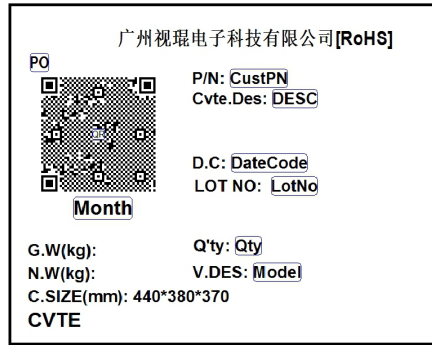 广州视琨电子科技有限公司[RoHS]
PO
P/N: CustPN
Cvte.Des: DESC
QR
D.C: DateCode
LOT NO: LotNo
Month
G.W(kg):
Q'ty: Qty
N.W(kg):
V.DES: Model
C.SIZE(mm): 440*380*370
CVTE